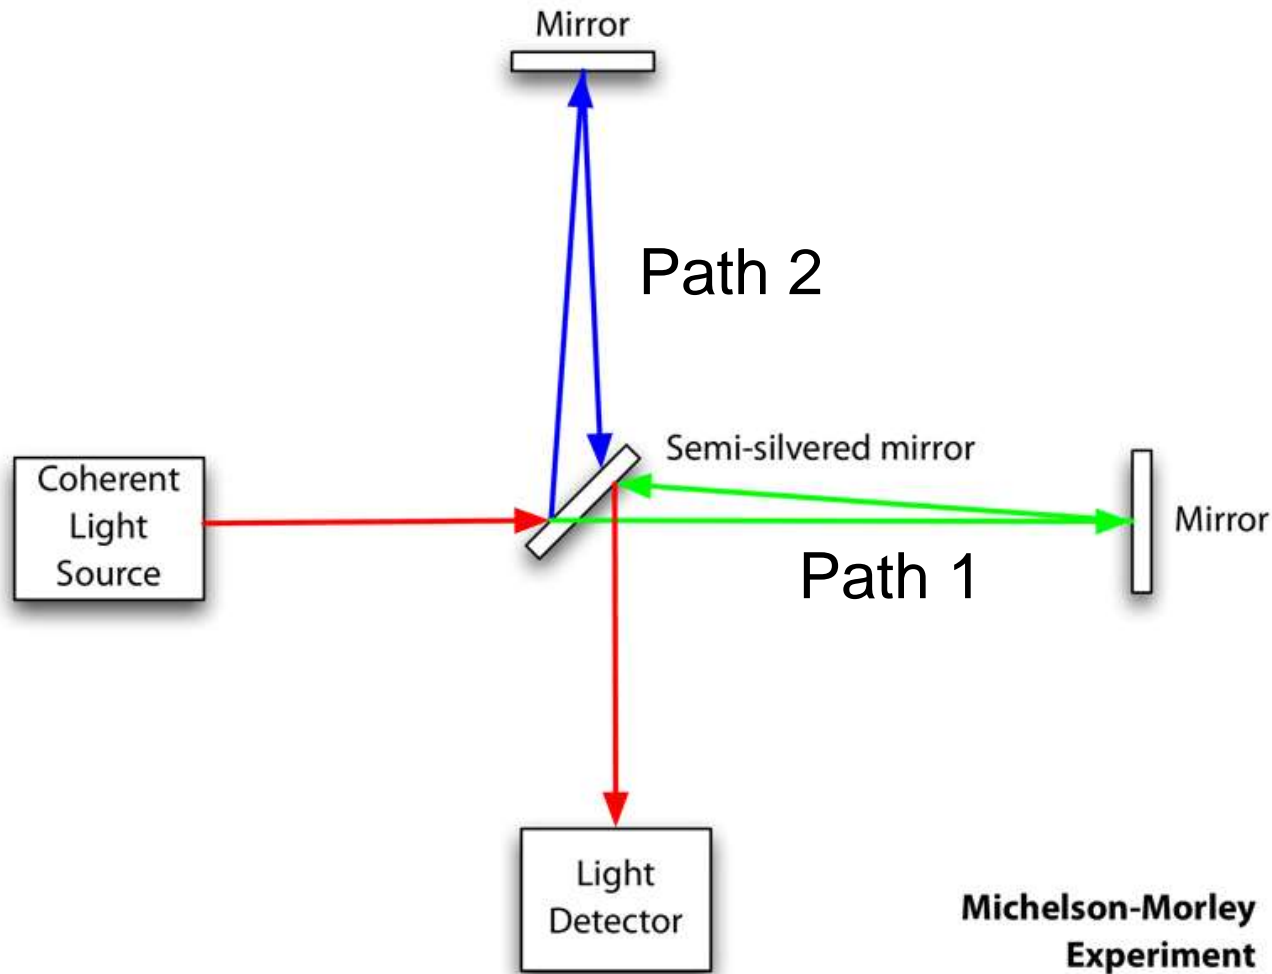 Mirror
Path 2
Semi-silvered mirror
Coherent
Light
Source
Mirror
Path 1
Light
Detector
Michelson-Morley
Experiment